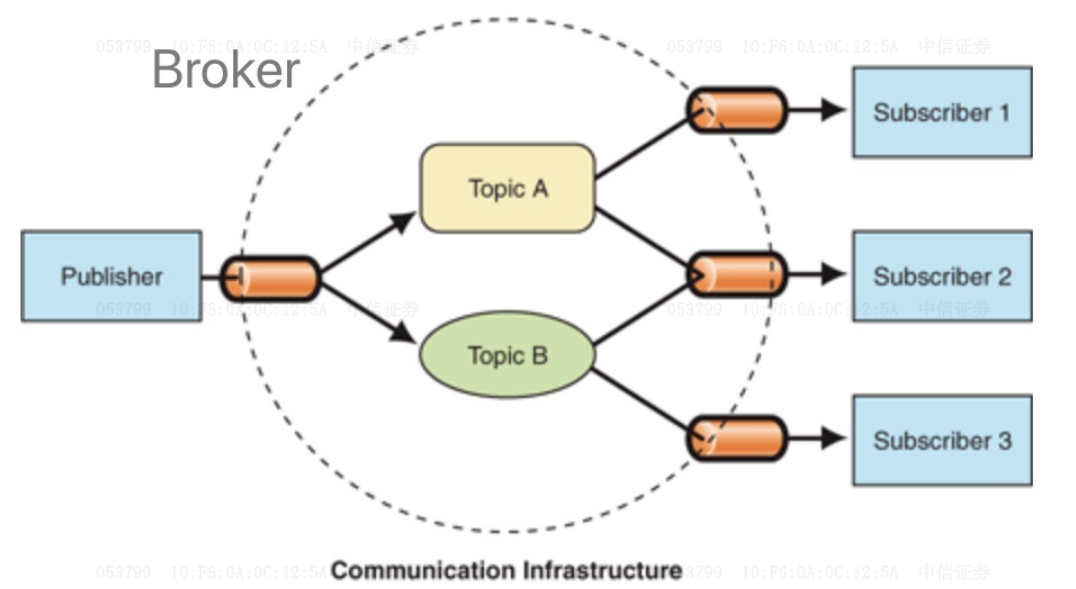 053799 10:F6:0A:0C:12:5A 中信证券 053799 10:F6:0A:0C:12:5A 中信证券
Broker
Subscriber 1
Topic A
Publisher
Subscriber 2
053799 10:F6:0A:0C:12:5A 中信证券 053799 10:F6:0A:0C:12:5A 中信证券
Topic B
Subscriber 3
Communication Infrastructure
053799 10:F6:0A:0C:12:5A 053799 10:F6:0A:0C:12:5A 中信证券